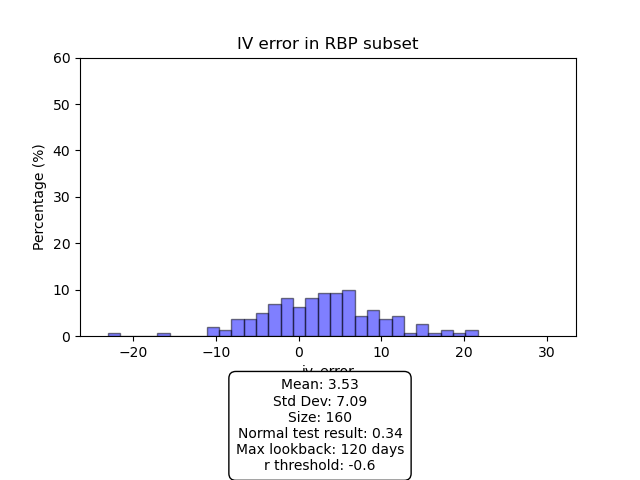 IV error in RBP subset
60
50
40
30
20
10
0
Percentage (%)
−20 −10 0 10 20 30
iv_error
Mean: 3.53
Std Dev: 7.09
Size: 160
Normal test result: 0.34
Max lookback: 120 days
r threshold: -0.6